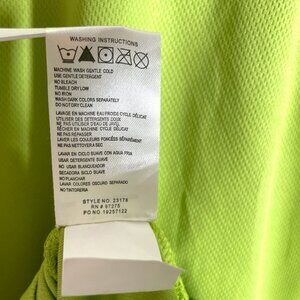 WASHING INSTRUCTIONS
MACHINE WASH GENTLE COLD
USE GENTLE DETERGENT
NO BLEACH
TUMBLE DRY LOW
NO IRON
WASH DARK COLORS SEPARATELY
DO NOT DRY CLEAN
LAVAGE EN MACHINE EAU FROIDE CYCLE DÉLICAT
UTILISER DES DETERGENTS DOUX
NE PAS UTILISER D'EAU DE JAVEL
SÉCHER EN MACHINE CYCLE DÉLICAT
NE PAS REPASSER
LAVER LES COULEURS FONCÉES SÉPARÉMENT
NE PAS NETTOYER A SEC
LAVAR EN CICLO SUAVE CON AGUA FRIA
USAR DETERGENTE SUAVE
NO USAR BLANQUEADOR
SECADORA SICLO SUAVE
NO PLANCHAR
LAVAR COLORES OSCURO SEPARADO
NO TINTORERIA
STYLE NO. 23178
RN # 97275
PO NO. 19257122